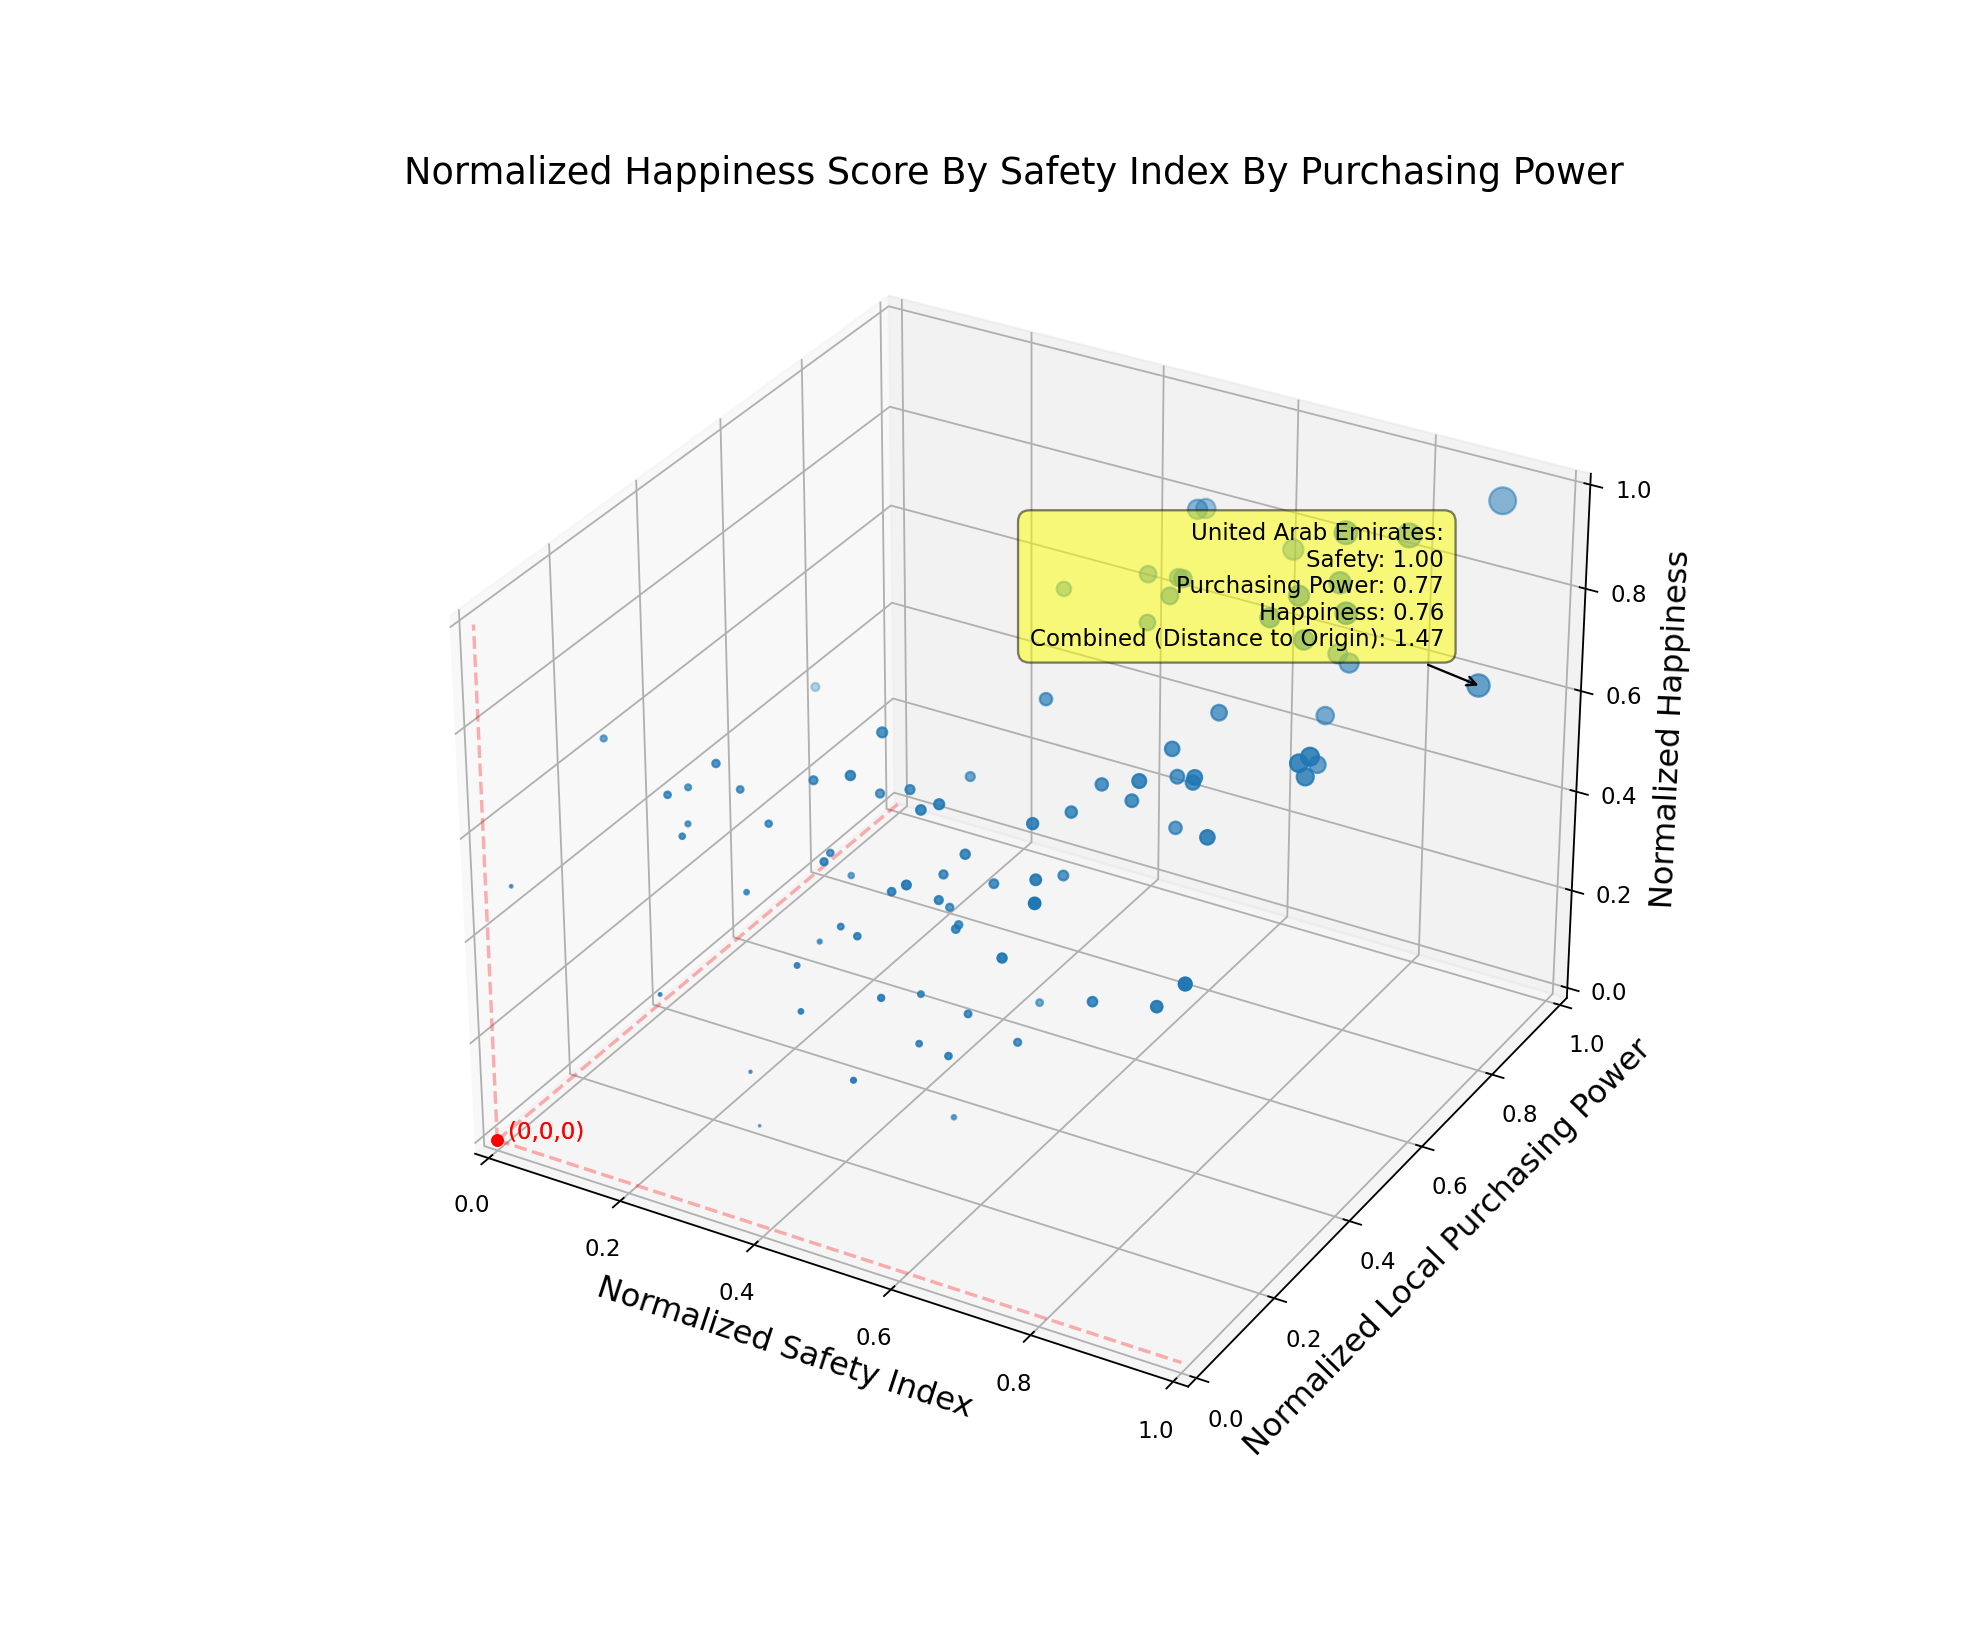 Normalized Happiness Score By Safety Index By Purchasing Power
United Arab Emirates:
Safety: 1.00
Purchasing Power: 0.77
Happiness: 0.76
Combined (Distance to Origin): 1.47
(0,0,0)
0.0
0.2
0.4
0.6
0.8
1.0
Normalized Safety Index
0.0
0.2
0.4
0.6
0.8
1.0
Normalized Local Purchasing Power
0.0
0.2
0.4
0.6
0.8
1.0
Normalized Happiness